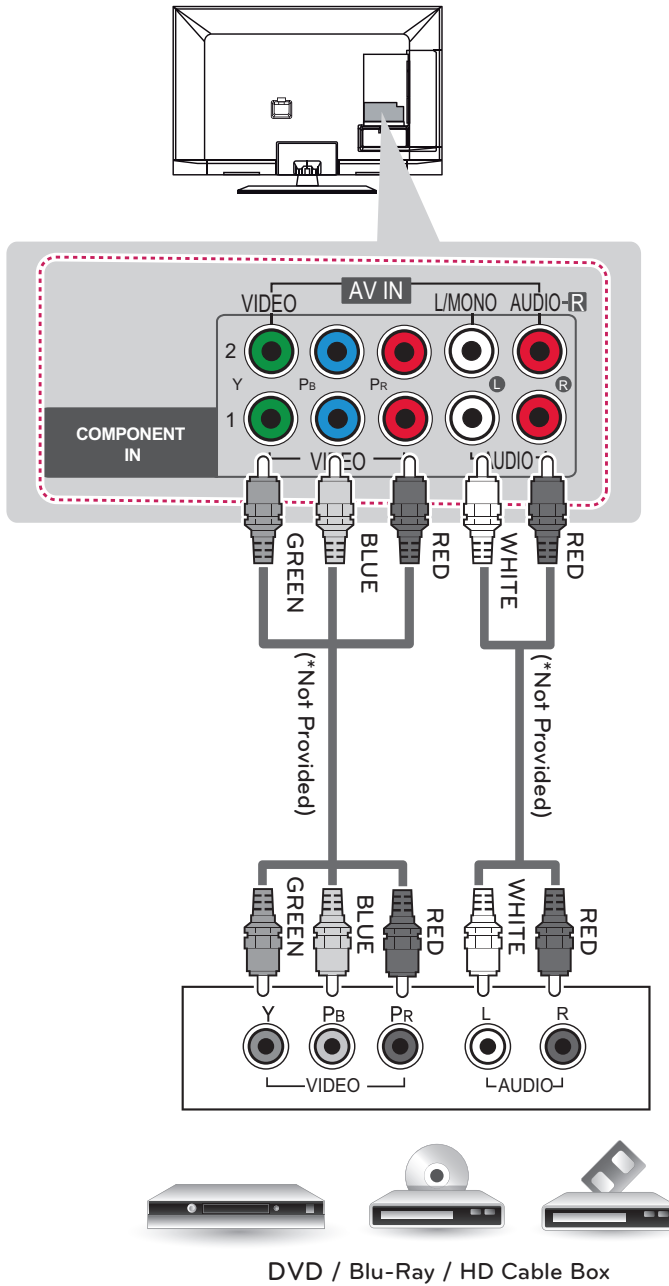 AV IN
VIDEO L/MONO AUDIO R
2
Y PB PR L R
1
COMPONENT
IN
VIDEO AUDIO
GREEN BLUE RED WHITE RED
(*Not Provided) (*Not Provided)
GREEN BLUE RED WHITE RED
Y PB PR L R
VIDEO AUDIO
DVD / Blu-Ray / HD Cable Box